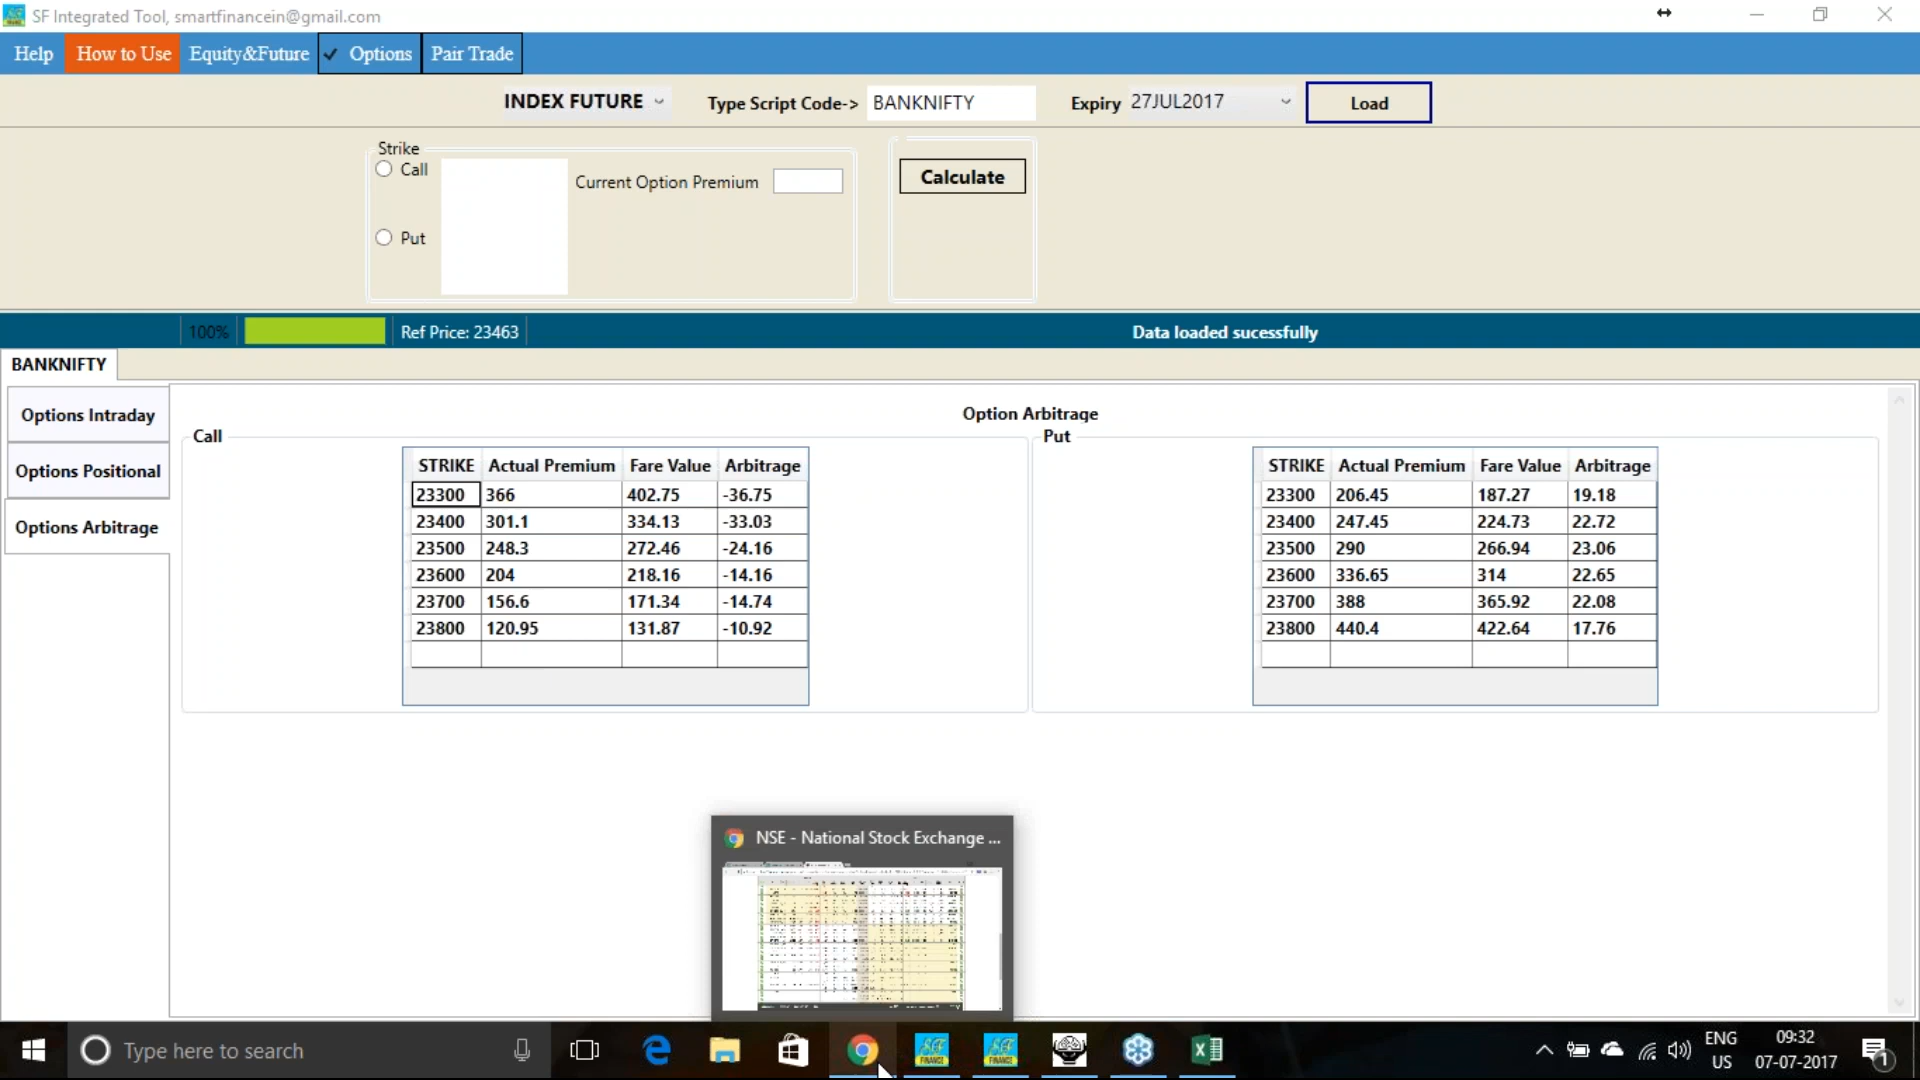 SF Integrated Tool, smartfinancein@gmail.com
Help How to Use Equity&Future Options Pair Trade
INDEX FUTURE Type Script Code-> BANKNIFTY Expiry 27JUL2017 Load
Strike
Call
Current Option Premium
Calculate
Put
100% Ref Price: 23463 Data loaded sucessfully
BANKNIFTY
Options Intraday
Options Positional
Options Arbitrage
Option Arbitrage
Call
STRIKE Actual Premium Fare Value Arbitrage
23300 366 402.75 -36.75
23400 301.1 334.13 -33.03
23500 248.3 272.46 -24.16
23600 204 218.16 -14.16
23700 156.6 171.34 -14.74
23800 120.95 131.87 -10.92
Put
STRIKE Actual Premium Fare Value Arbitrage
23300 206.45 187.27 19.18
23400 247.45 224.73 22.72
23500 290 266.94 23.06
23600 336.65 314 22.65
23700 388 365.92 22.08
23800 440.4 422.64 17.76
NSE - National Stock Exchange ...
Type here to search
SF
FINANCE
SF
FINANCE
ENG
US
09:32
07-07-2017
1